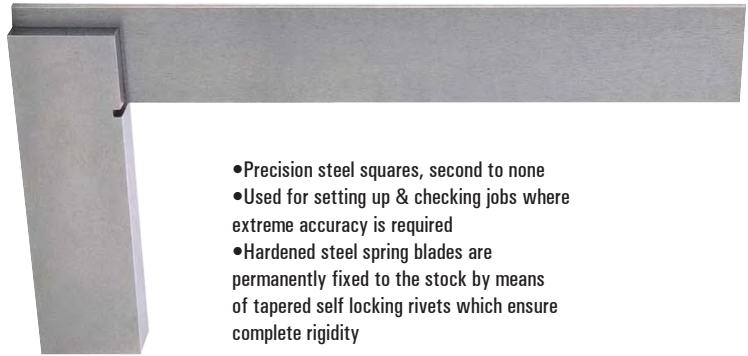 •Precision steel squares, second to none
•Used for setting up & checking jobs where
extreme accuracy is required
•Hardened steel spring blades are
permanently fixed to the stock by means
of tapered self locking rivets which ensure
complete rigidity